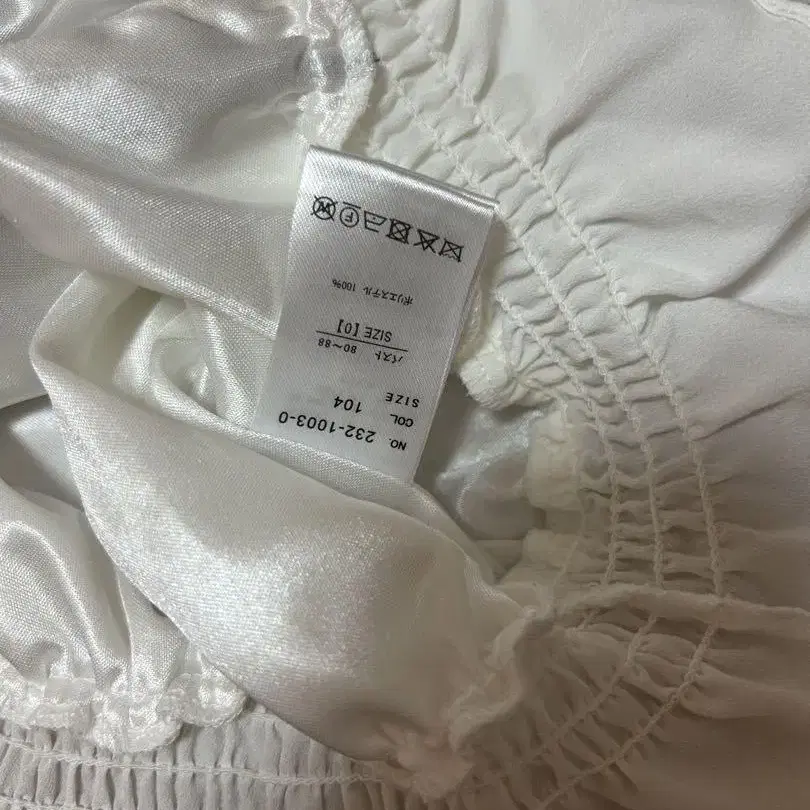 NO. 232-1003-0
COL 104
SIZE
バスト 80～88
SIZE [0]
ポリエステル 100%
F W